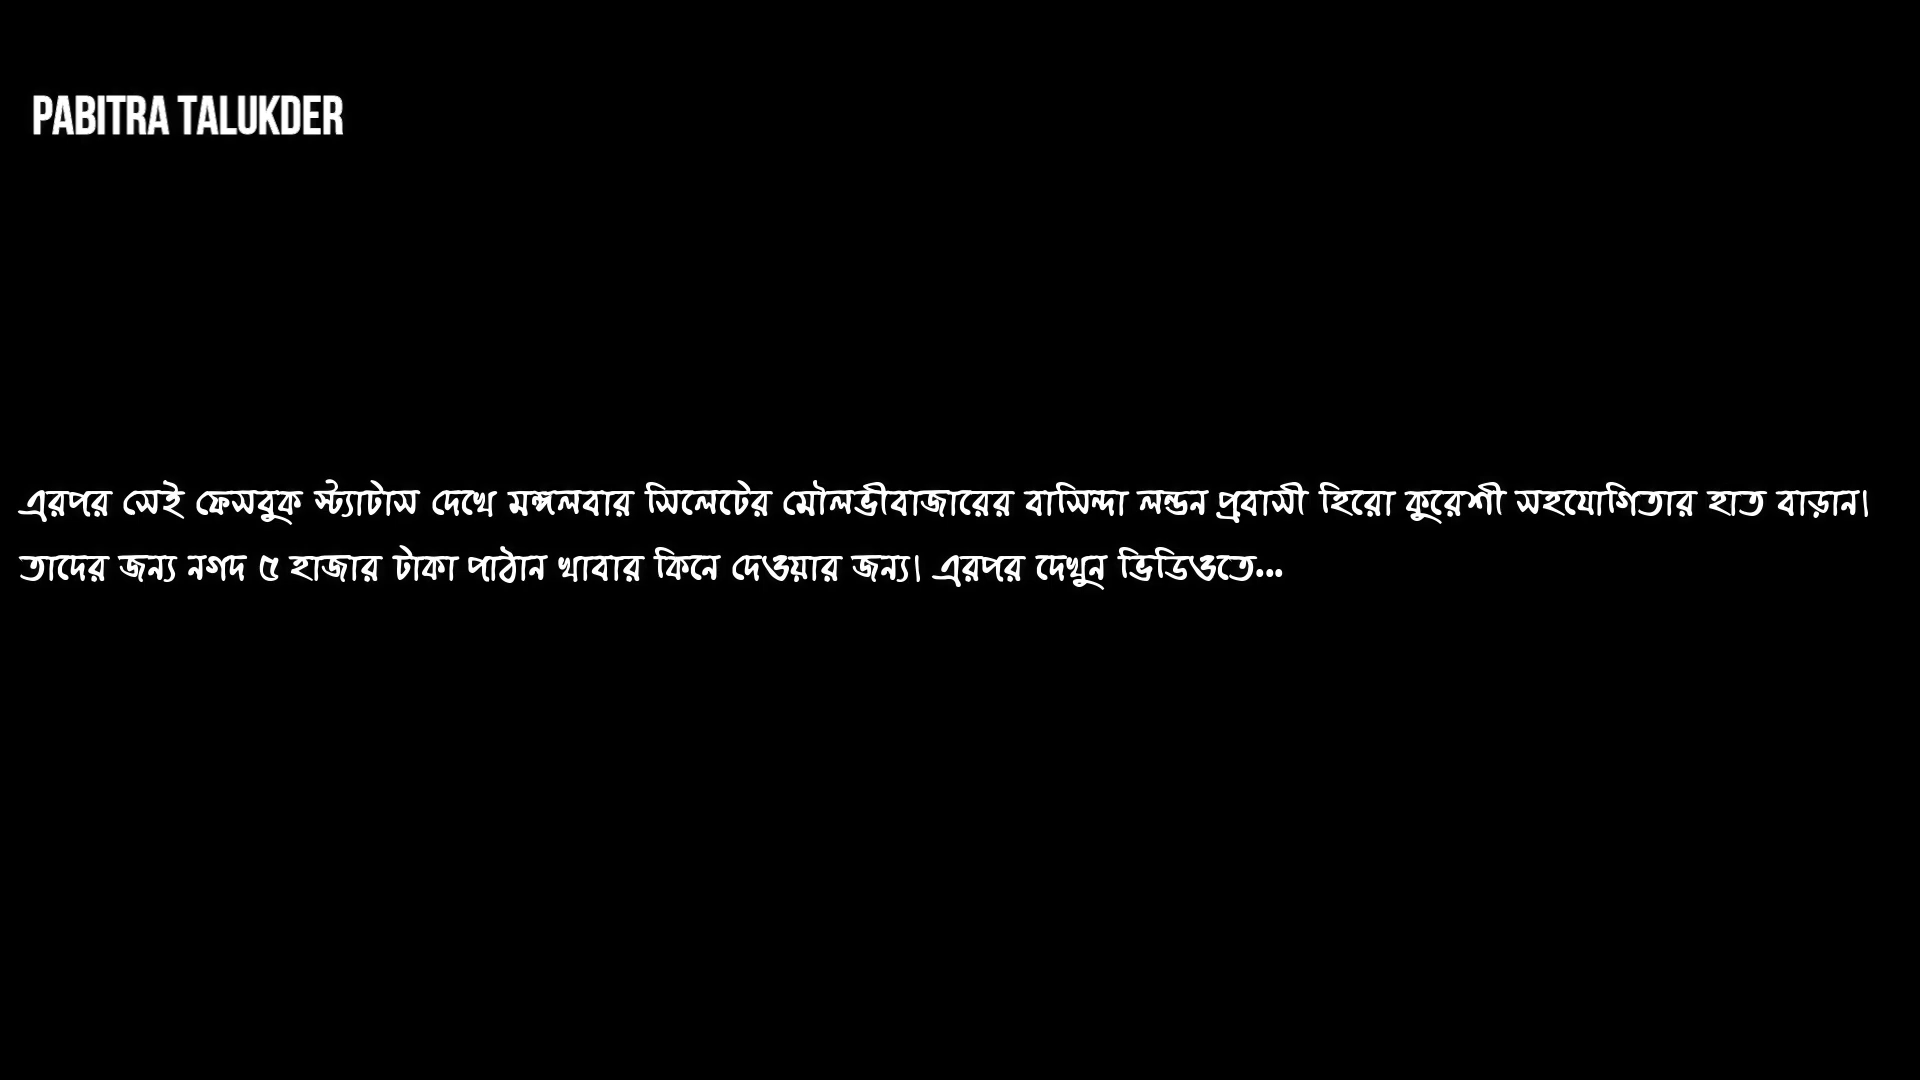 PABITRA TALUKDER
এরপর সেই ফেসবুক স্ট্যাটাস দেখে মঙ্গলবার সিলেটের মৌলভীবাজারের বাসিন্দা লন্ডন প্রবাসী হিরো কুরেশী সহযোগিতার হাত বাড়ান।
তাদের জন্য নগদ ৫ হাজার টাকা পাঠান খাবার কিনে দেওয়ার জন্য। এরপর দেখুন ভিডিওতে...